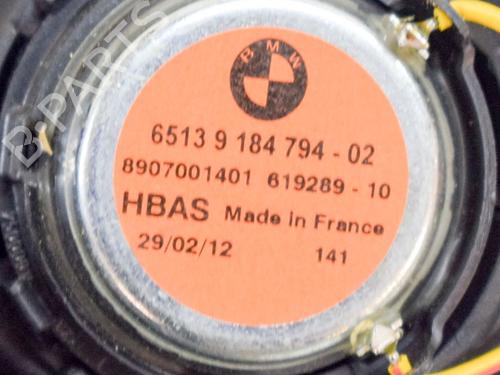 BMW
6513 9 184 794 - 02
8907001401 619289 - 10
HBAS Made in France
29/02/12 141
B-PARTS